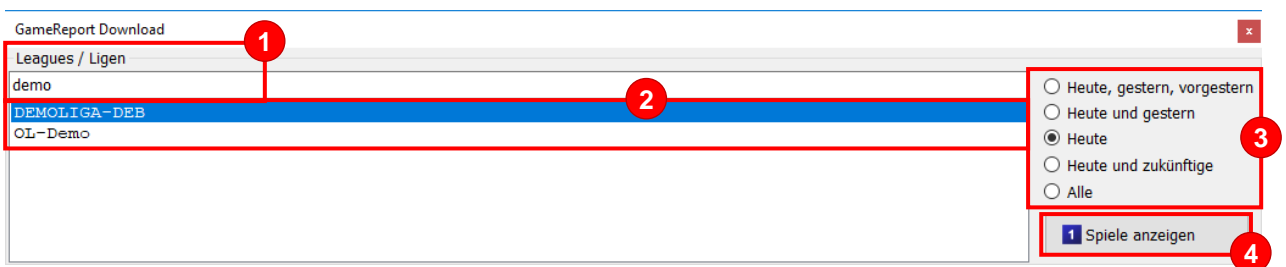 GameReport Download
x
1
Leagues / Ligen
demo
2
DEMOLIGA-DEB
OL-Demo
Heute, gestern, vorgestern
Heute und gestern
Heute
3
Heute und zukünftige
Alle
1 Spiele anzeigen
4